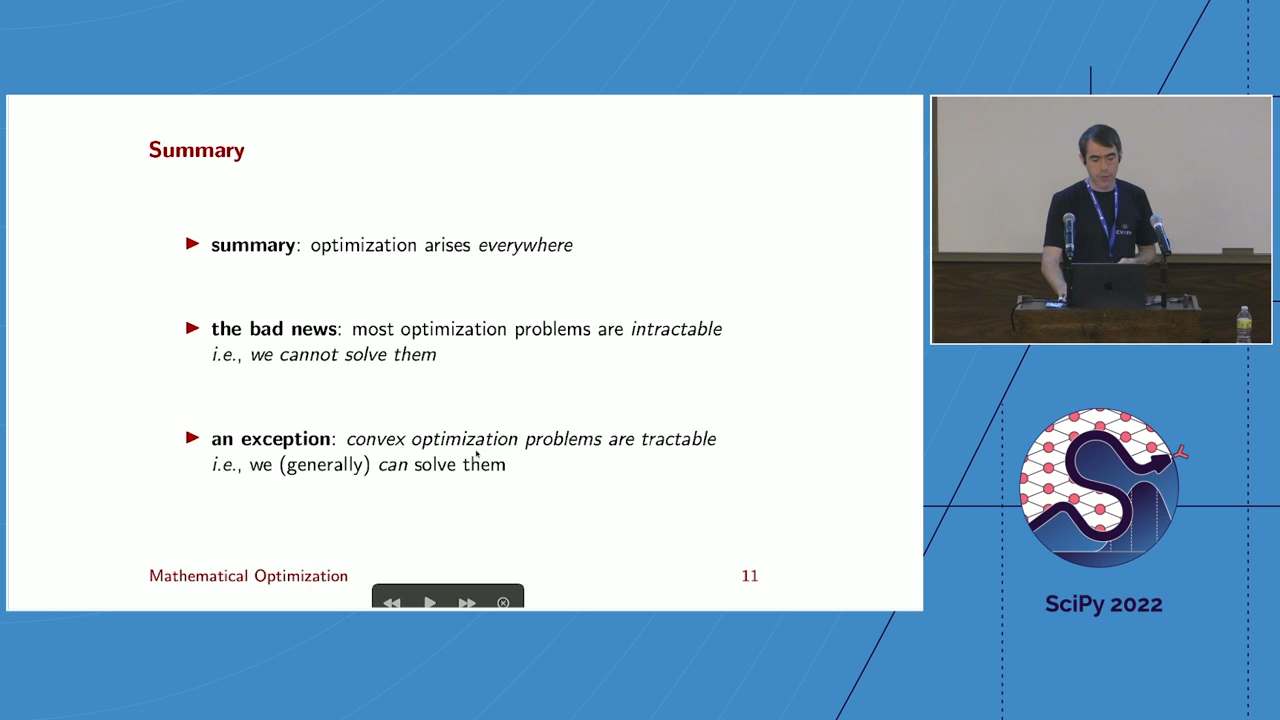 Summary
▶ summary: optimization arises everywhere
▶ the bad news: most optimization problems are intractable
i.e., we cannot solve them
▶ an exception: convex optimization problems are tractable
i.e., we (generally) can solve them
Mathematical Optimization 11
SciPy 2022